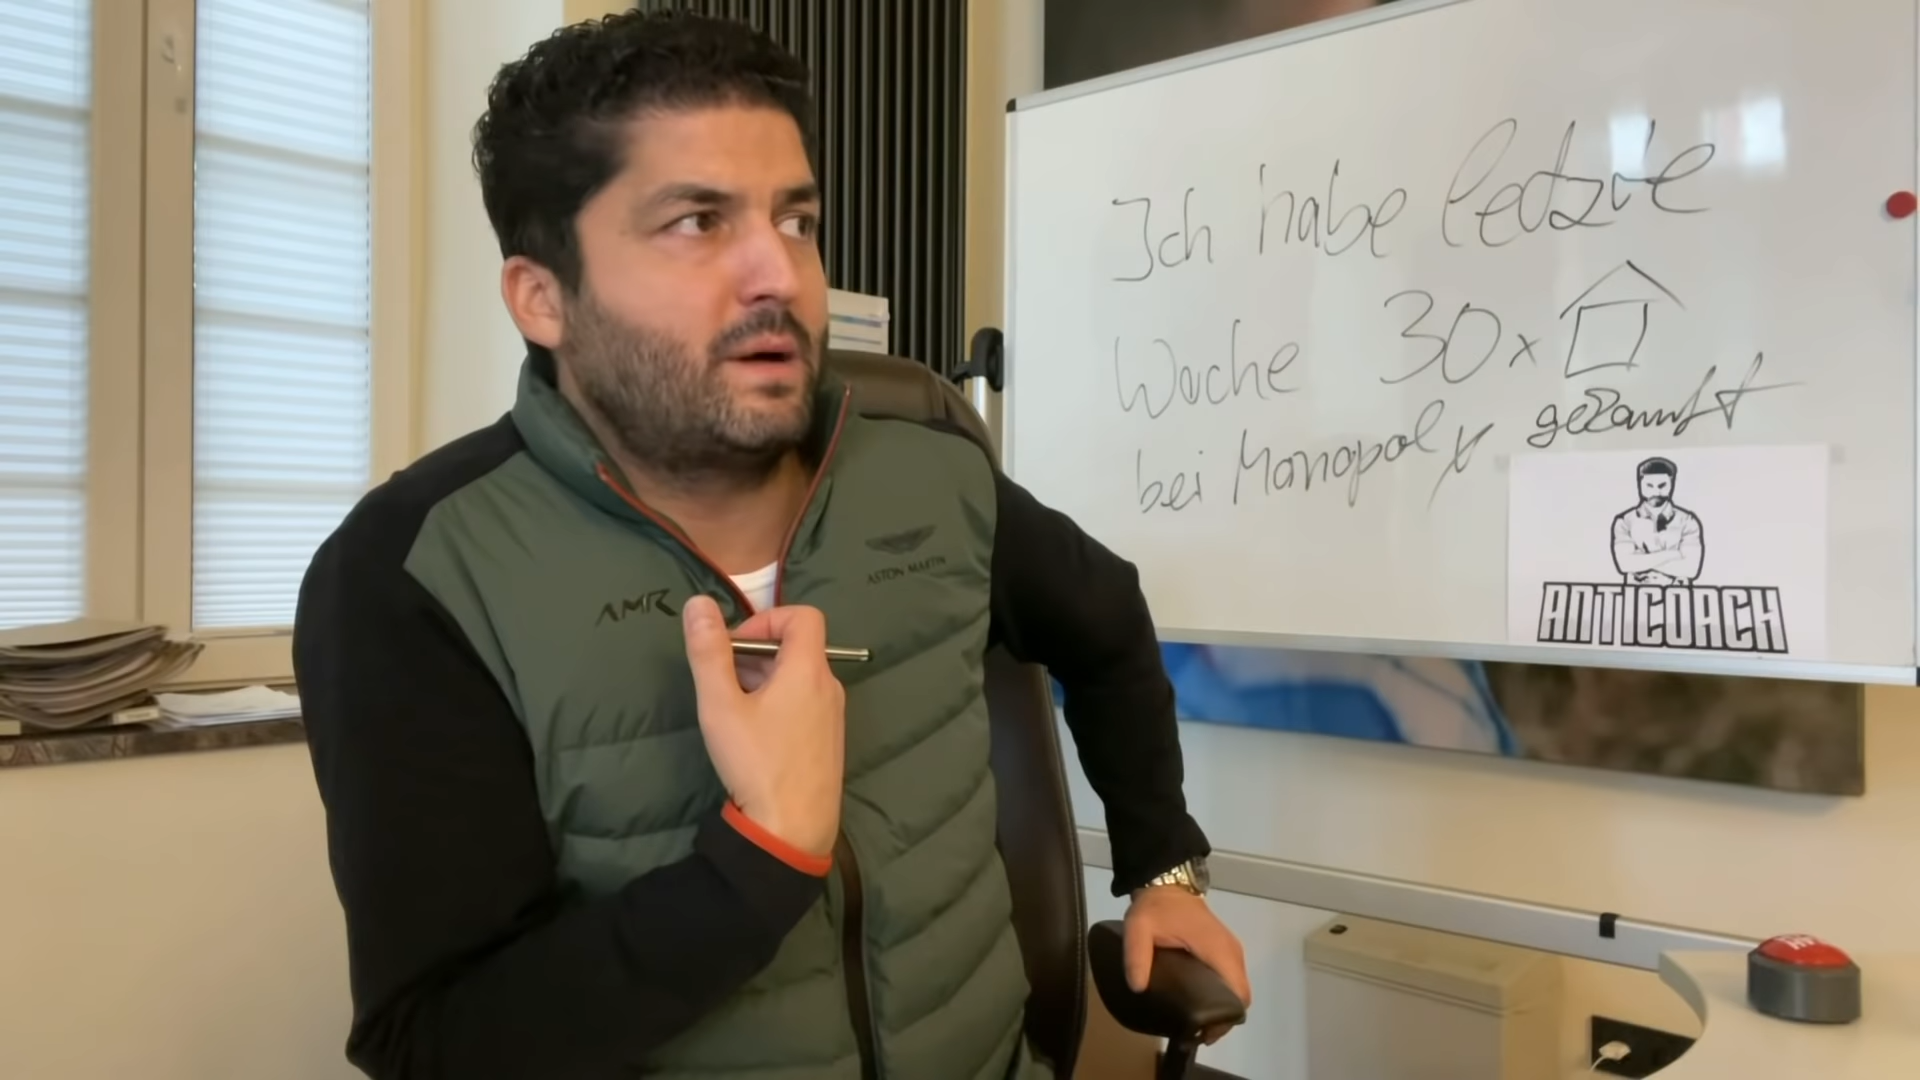 Ich habe letzte
Woche 30x
bei Monopoly gekauft
ANTICOACH
AMR
ASTON MARTIN